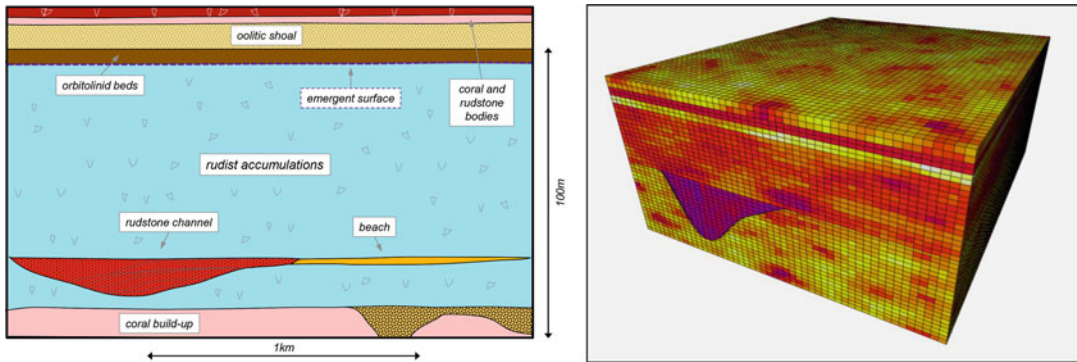 oolitic shoal
orbitolinid beds
emergent surface
coral and
rudstone
bodies
rudist accumulations
100m
rudstone channel
beach
coral build-up
1km